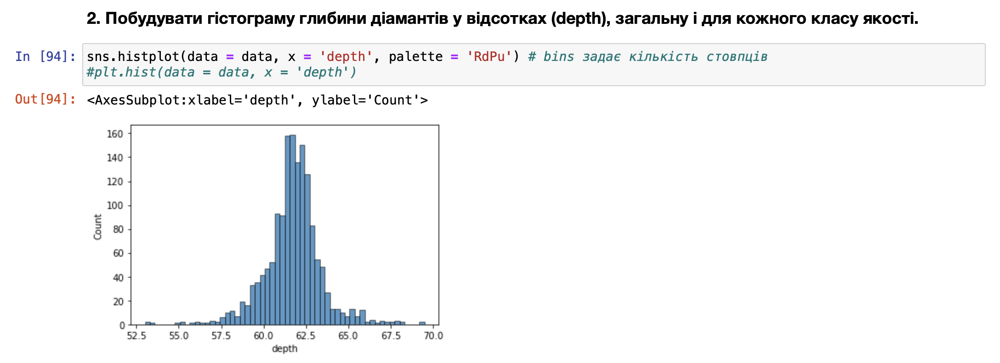 2. Побудувати гістограму глибини діамантів у відсотках (depth), загальну і для кожного класу якості.
In [94]: sns.histplot(data = data, x = 'depth', palette = 'RdPu') # bins задає кількість стовпців
#plt.hist(data = data, x = 'depth')
Out[94]: <AxesSubplot:xlabel='depth', ylabel='Count'>
160
140
120
100
80
60
40
20
0
Count
52.5 55.0 57.5 60.0 62.5 65.0 67.5 70.0
depth